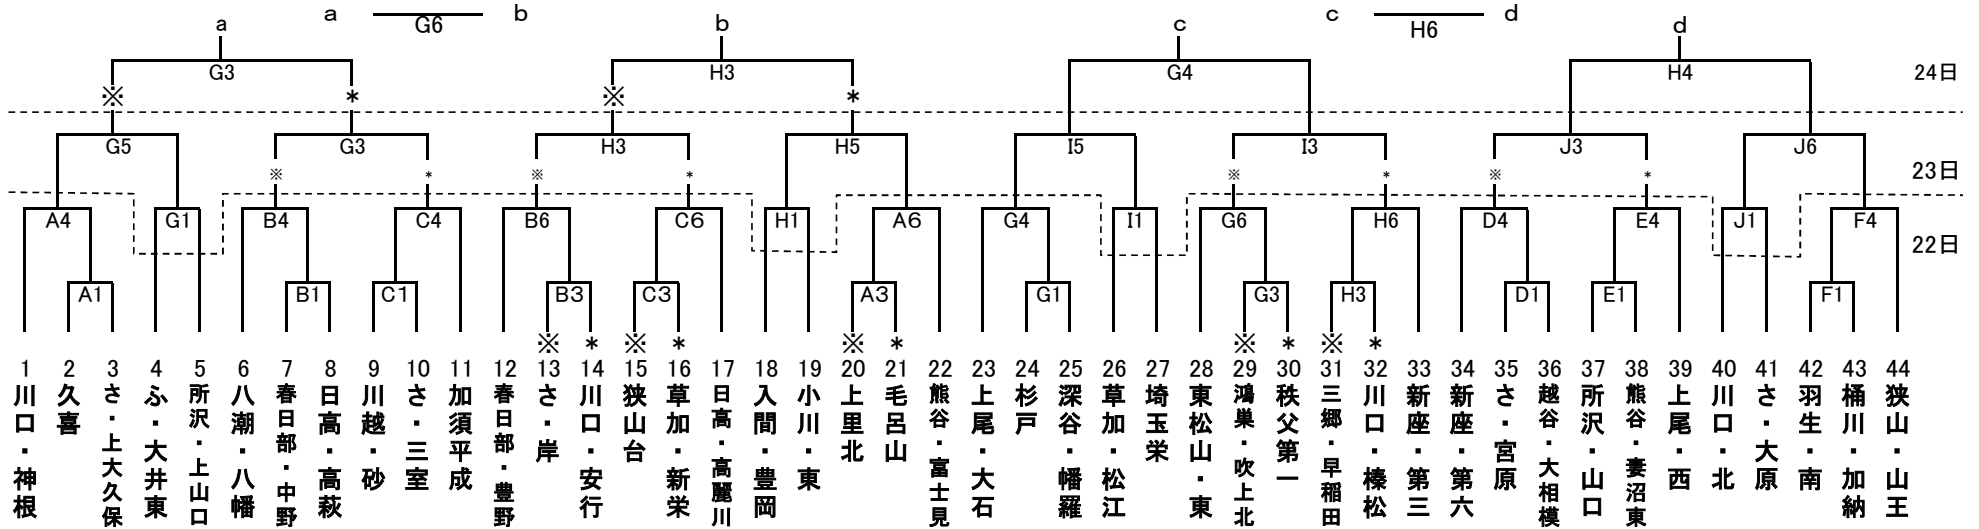 a G6 b c H6 d
a b c d
G3 H3 G4 H4 24日
※ * ※ *
G5 G3 H3 H5 I5 I3 J3 J6
※ * ※ * ※ * ※ * 23日
A4 G1 B4 C4 B6 C6 H1 A6 G4 I1 G6 H6 D4 E4 J1 F4
22日
A1 B1 C1 B3 C3 A3 G1 G3 H3 D1 E1 F1
※ * ※ * ※ * ※ * ※ *
1 2 3 4 5 6 7 8 9 10 11 12 13 14 15 16 17 18 19 20 21 22 23 24 25 26 27 28 29 30 31 32 33 34 35 36 37 38 39 40 41 42 43 44
川口・神根
久喜
さ・上大久保
ふ・大井東
所沢・上山口
八潮・八幡
春日部・中野
日高・高萩
川越・砂
さ・三室
加須平成
春日部・豊野
さ・岸
川口・安行
狭山台
草加・新栄
日高・高麗川
入間・豊岡
小川・東
上里北
毛呂山
熊谷・富士見
上尾・大石
杉戸
深谷・幡羅
草加・松江
埼玉栄
東松山・東
鴻巣・吹上北
秩父第一
三郷・早稲田
川口・榛松
新座・第三
新座・第六
さ・宮原
越谷・大相模
所沢・山口
熊谷・妻沼東
上尾・西
川口・北
さ・大原
羽生・南
桶川・加納
狭山・山王